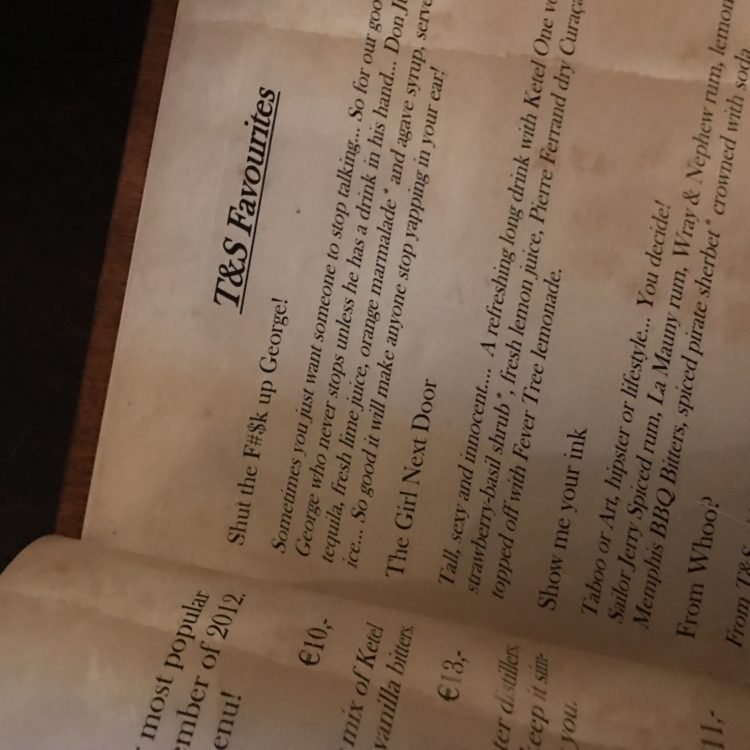 most popular
ember of 2012.
enu!
€10,-
mix of Ketel
vanilla bitters.
€13,-
ter distillers,
eep it sim-
you.
11,-
T&S Favourites
Shut the F#$k up George!
Sometimes you just want someone to stop talking... So for our goo
George who never stops unless he has a drink in his hand... Don J
tequila, fresh lime juice, orange marmalade* and agave syrup, serve
ice... So good it will make anyone stop yapping in your ear!
The Girl Next Door
Tall, sexy and innocent.... A refreshing long drink with Ketel One v
strawberry-basil shrub*, fresh lemon juice, Pierre Ferrand dry Curaça
topped off with Fever Tree lemonade.
Show me your ink
Taboo or Art, hipster or lifestyle... You decide!
Sailor Jerry Spiced rum, La Mauny rum, Wray & Nephew rum, lemon
Memphis BBQ Bitters, spiced pirate sherbet* crowned with soda
From Whoo?
From T&S